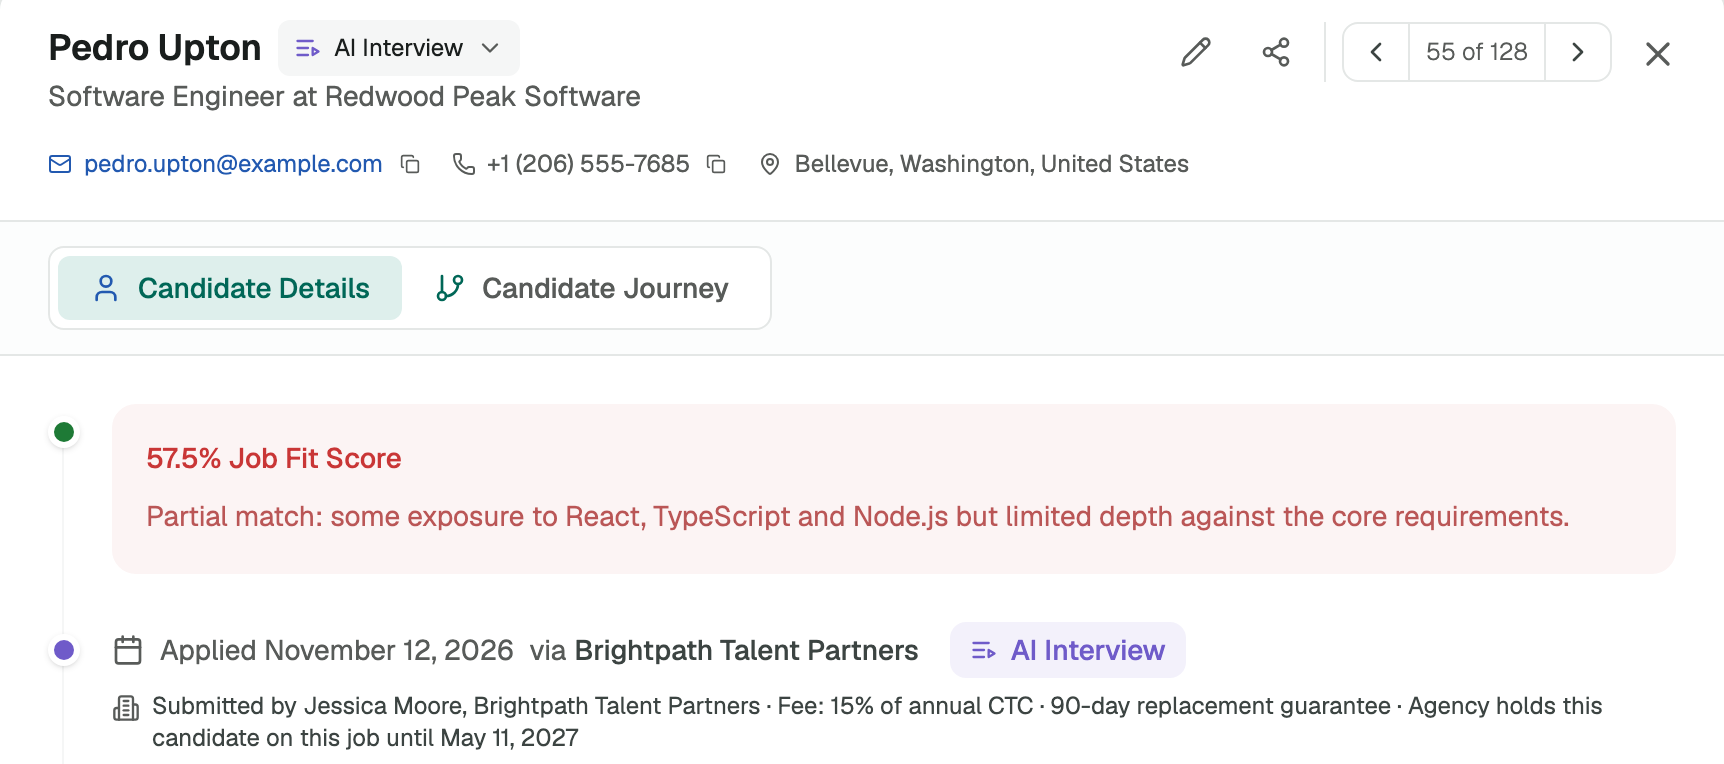 Pedro Upton
AI Interview
55 of 128
Software Engineer at Redwood Peak Software
pedro.upton@example.com
+1 (206) 555-7685
Bellevue, Washington, United States
Candidate Details
Candidate Journey
57.5% Job Fit Score
Partial match: some exposure to React, TypeScript and Node.js but limited depth against the core requirements.
Applied November 12, 2026 via Brightpath Talent Partners
AI Interview
Submitted by Jessica Moore, Brightpath Talent Partners · Fee: 15% of annual CTC · 90-day replacement guarantee · Agency holds this
candidate on this job until May 11, 2027